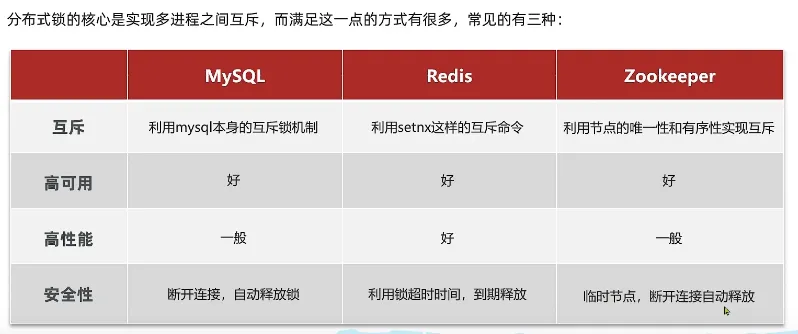 分布式锁的核心是实现多进程之间互斥，而满足这一点的方式有很多，常见的有三种：
MySQL Redis Zookeeper
互斥 利用mysql本身的互斥锁机制 利用setnx这样的互斥命令 利用节点的唯一性和有序性实现互斥
高可用 好 好 好
高性能 一般 好 一般
安全性 断开连接，自动释放锁 利用锁超时时间，到期释放 临时节点，断开连接自动释放